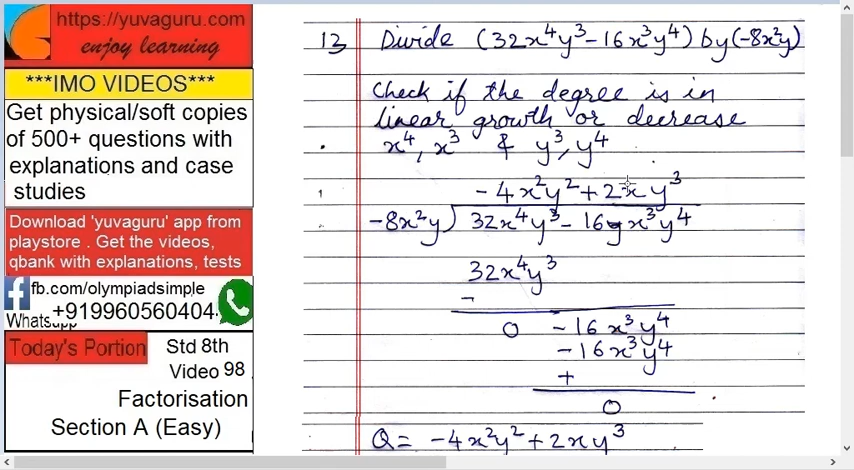 https://yuvaguru.com
enjoy learning
***IMO VIDEOS***
Get physical/soft copies
of 500+ questions with
explanations and case
studies
Download 'yuvaguru' app from
playstore . Get the videos,
qbank with explanations, tests
fb.com/olympiadsimple
Whatsupp +919960560404
Today's Portion
Std 8th
Video 98
Factorisation
Section A (Easy)
13 Divide (32x⁴y³ - 16x³y⁴) by (-8x²y)
Check if the degree is in
linear growth or decrease
x⁴, x³ & y³, y⁴
-4x²y² + 2xy³
-8x²y) 32x⁴y³ - 16x³y⁴
32x⁴y³
-
0 -16x³y⁴
-16x³y⁴
+
0
Q = -4x²y² + 2xy³